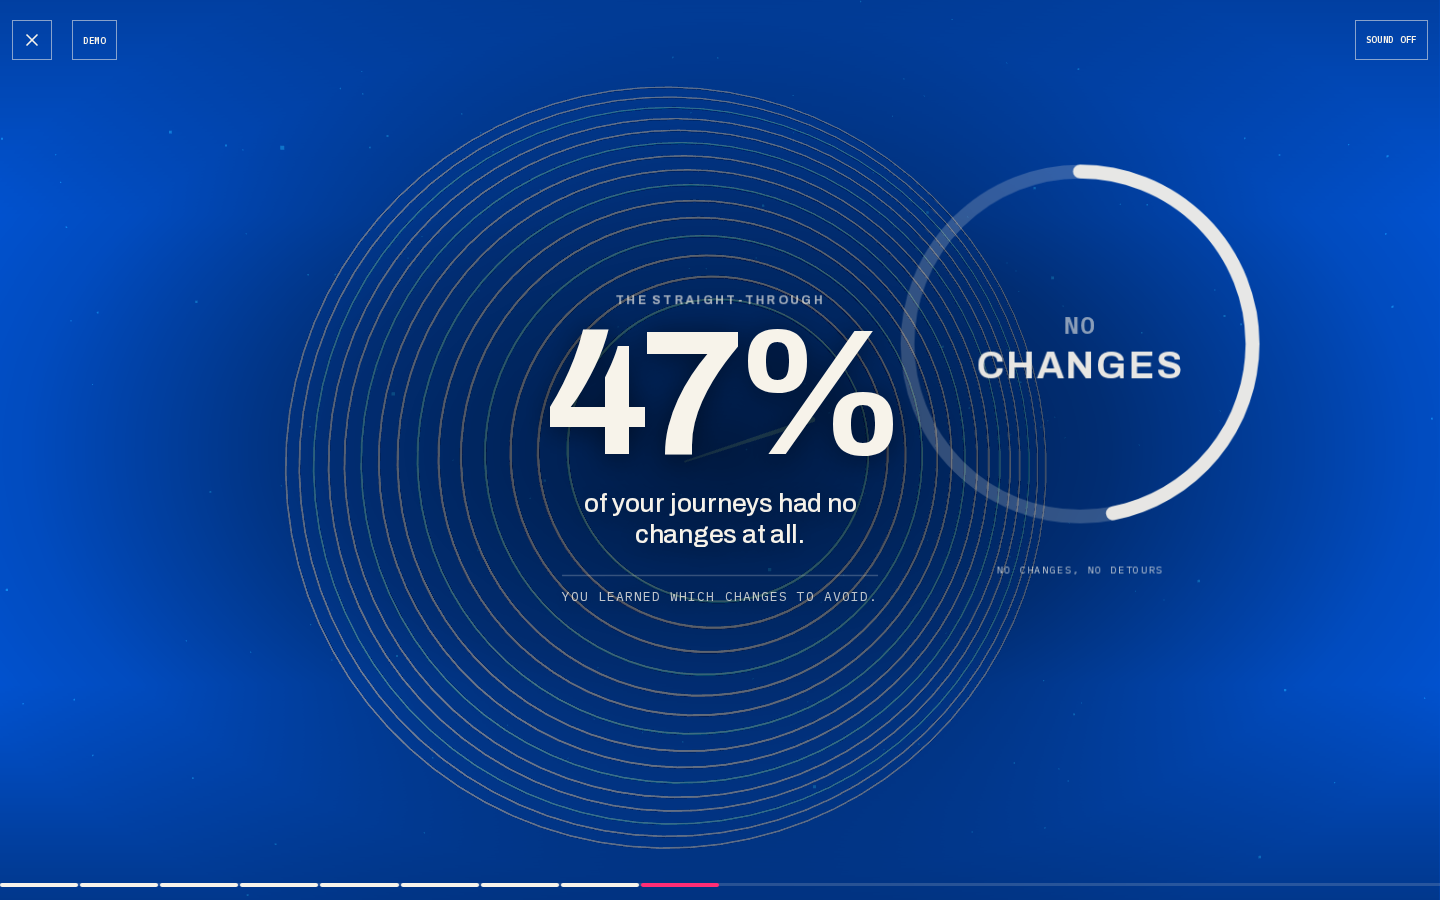 DEMO
SOUND OFF
THE STRAIGHT-THROUGH
47%
of your journeys had no
changes at all.
YOU LEARNED WHICH CHANGES TO AVOID.
NO
CHANGES
NO CHANGES, NO DETOURS